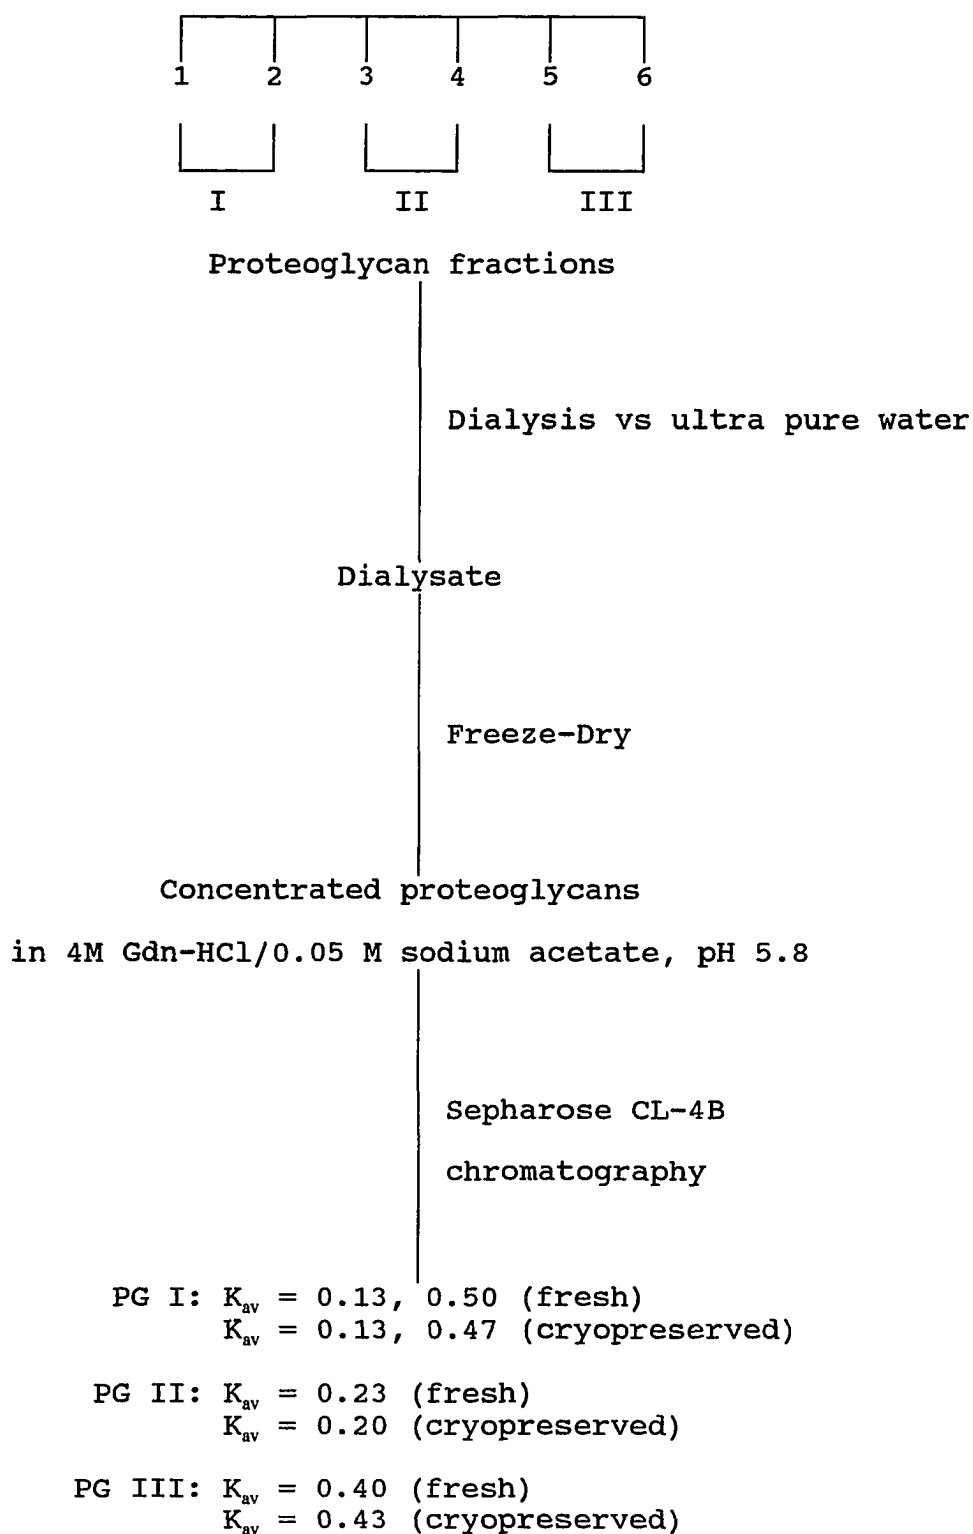 1 2 3 4 5 6
I II III
Proteoglycan fractions
Dialysis vs ultra pure water
Dialysate
Freeze-Dry
Concentrated proteoglycans
in 4M Gdn-HCl/0.05 M sodium acetate, pH 5.8
Sepharose CL-4B
chromatography
PG I: Kav = 0.13, 0.50 (fresh)
Kav = 0.13, 0.47 (cryopreserved)
PG II: Kav = 0.23 (fresh)
Kav = 0.20 (cryopreserved)
PG III: Kav = 0.40 (fresh)
Kav = 0.43 (cryopreserved)